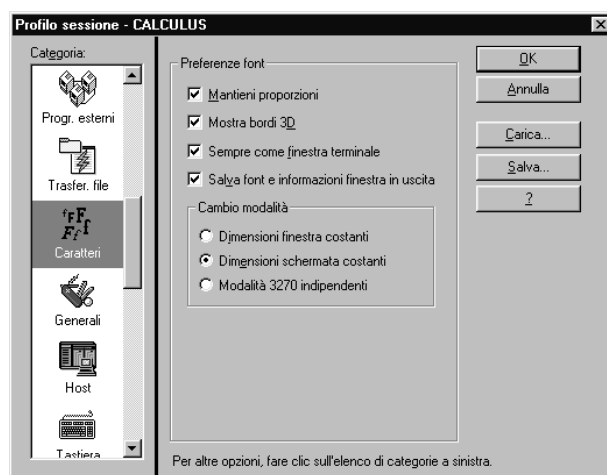 Profilo sessione - CALCULUS
Categoria:
Progr. esterni
Trasfer. file
Caratteri
Generali
Host
Tastiera
Preferenze font
Mantieni proporzioni
Mostra bordi 3D
Sempre come finestra terminale
Salva font e informazioni finestra in uscita
Cambio modalità
Dimensioni finestra costanti
Dimensioni schermata costanti
Modalità 3270 indipendenti
OK
Annulla
Carica...
Salva...
?
Per altre opzioni, fare clic sull'elenco di categorie a sinistra.